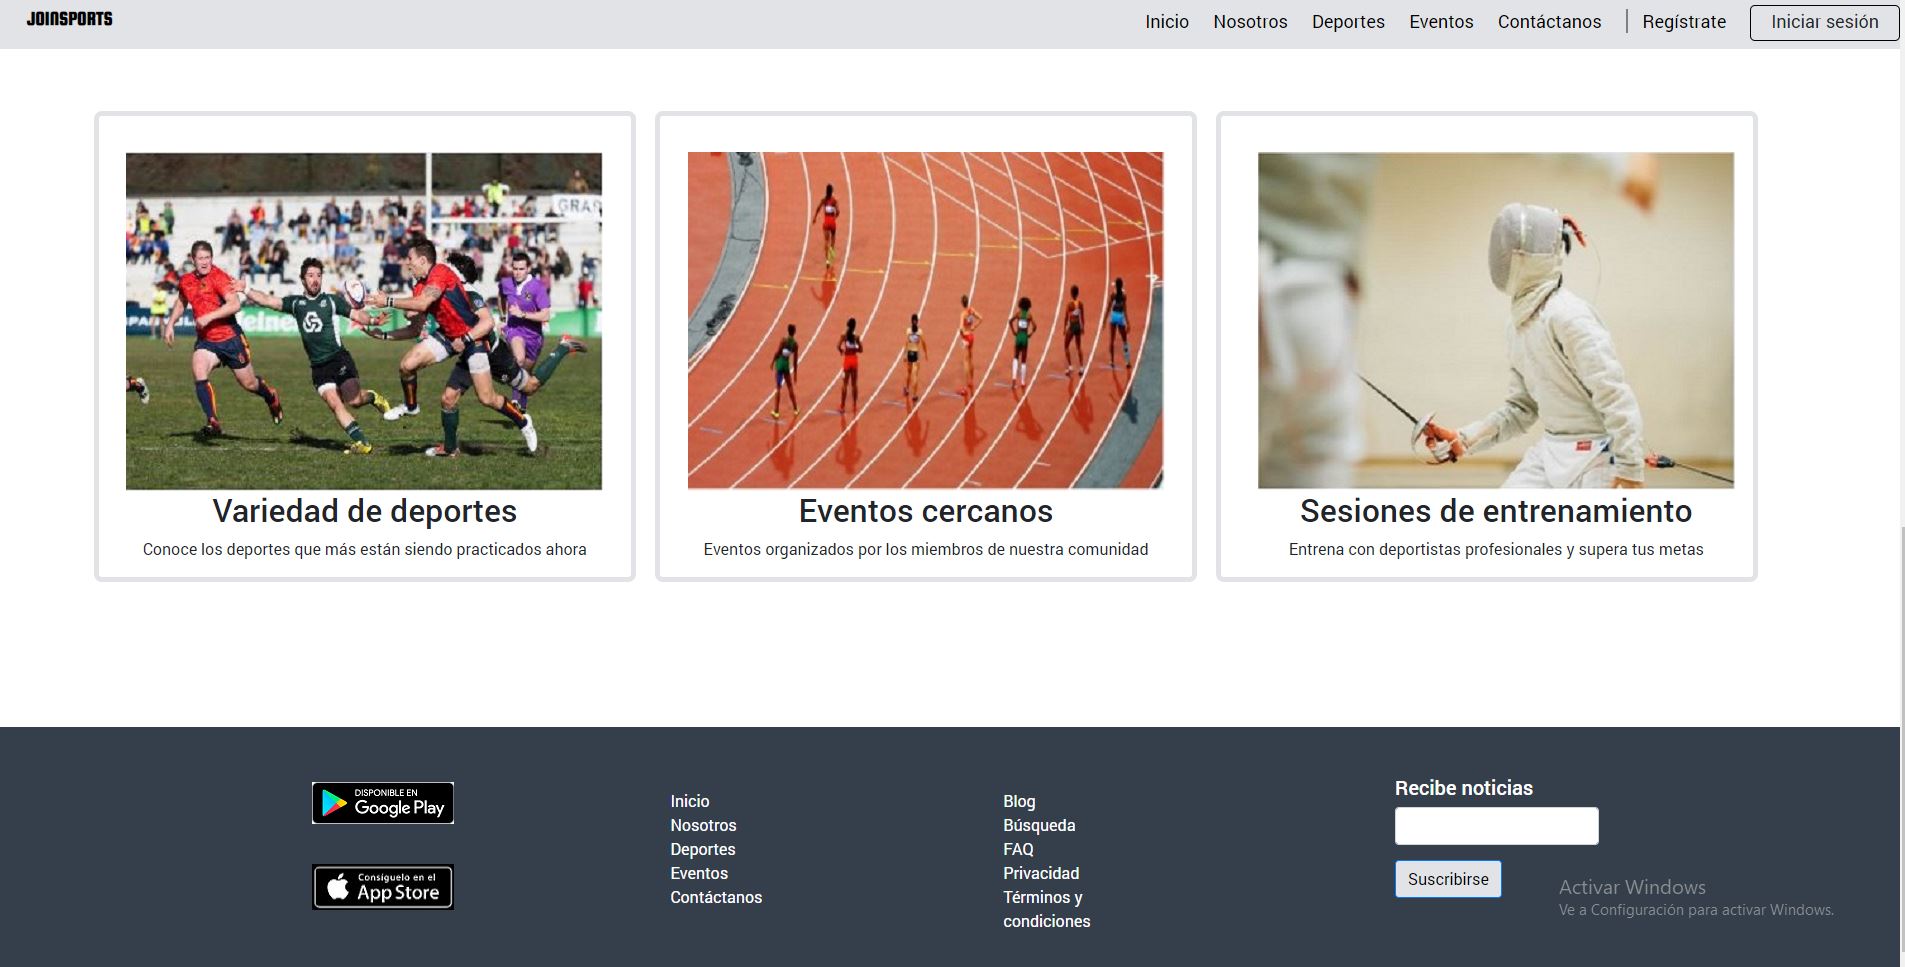 JOINSPORTS
Inicio Nosotros Deportes Eventos Contáctanos Regístrate Iniciar sesión
GRAS
Variedad de deportes
Conoce los deportes que más están siendo practicados ahora
Eventos cercanos
Eventos organizados por los miembros de nuestra comunidad
Sesiones de entrenamiento
Entrena con deportistas profesionales y supera tus metas
DISPONIBLE EN
Google Play
Consíguelo en el
App Store
Inicio
Nosotros
Deportes
Eventos
Contáctanos
Blog
Búsqueda
FAQ
Privacidad
Términos y
condiciones
Recibe noticias
Suscribirse
Activar Windows
Ve a Configuración para activar Windows.